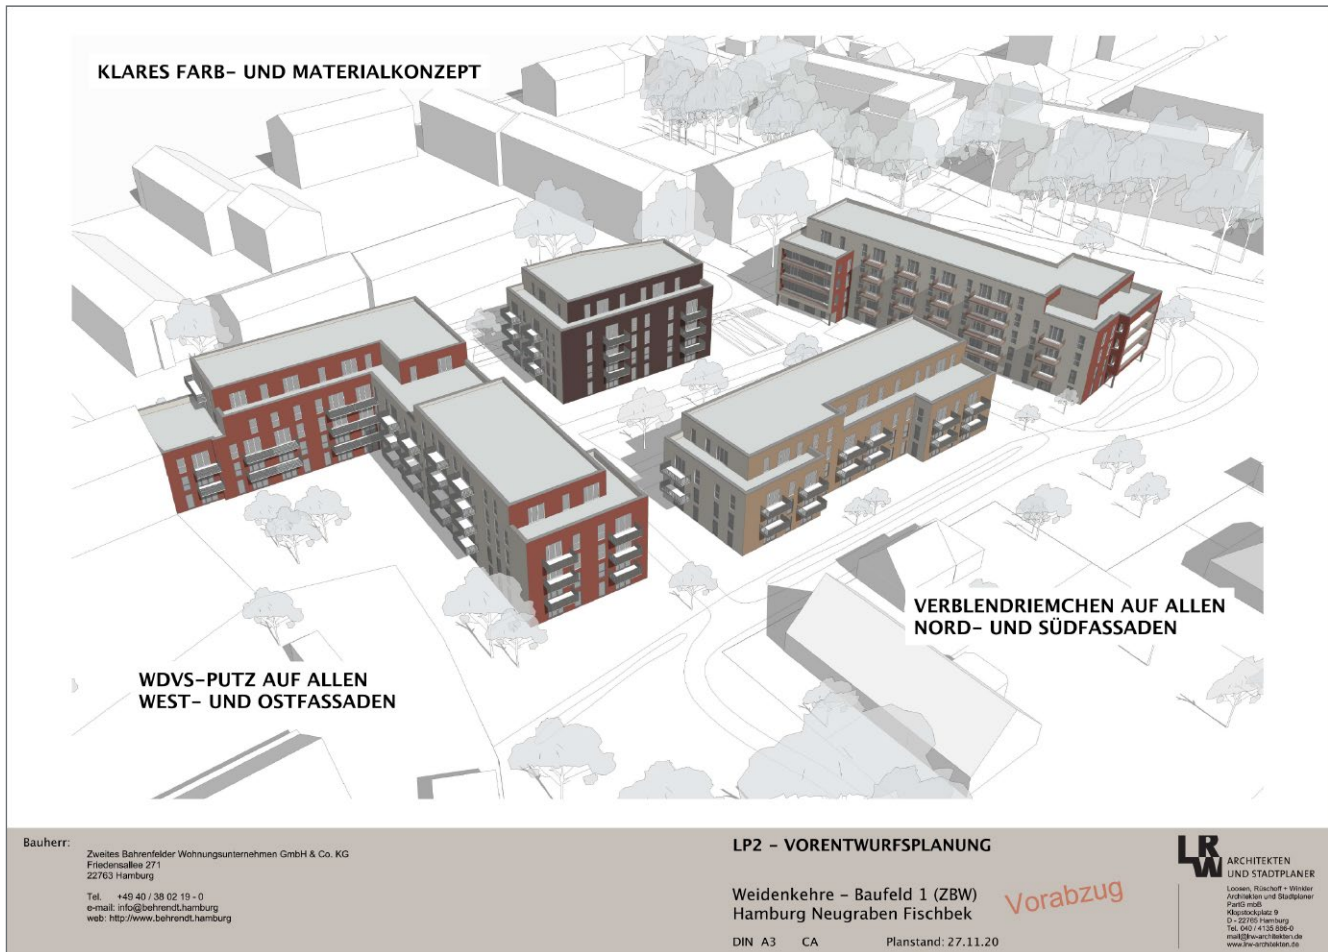 KLARES FARB- UND MATERIALKONZEPT
VERBLENDRIEMCHEN AUF ALLEN
NORD- UND SÜDFASSADEN
WDVS-PUTZ AUF ALLEN
WEST- UND OSTFASSADEN
Bauherr:
Zweites Bahrenfelder Wohnungsunternehmen GmbH & Co. KG
Friedensallee 271
22763 Hamburg
Tel. +49 40 / 38 02 19 - 0
e-mail: info@behrendt.hamburg
web: http://www.behrendt.hamburg
LP2 - VORENTWURFSPLANUNG
Weidenkehre - Baufeld 1 (ZBW)
Hamburg Neugraben Fischbek
Vorabzug
DIN A3 CA Planstand: 27.11.20
LRW
ARCHITEKTEN
UND STADTPLANER
Loosen, Rüschoff + Winkler
Architekten und Stadtplaner
PartG mbB
Klopstockplatz 9
D - 22765 Hamburg
Tel. 040 / 4135 886-0
mail@lrw-architekten.de
www.lrw-architekten.de